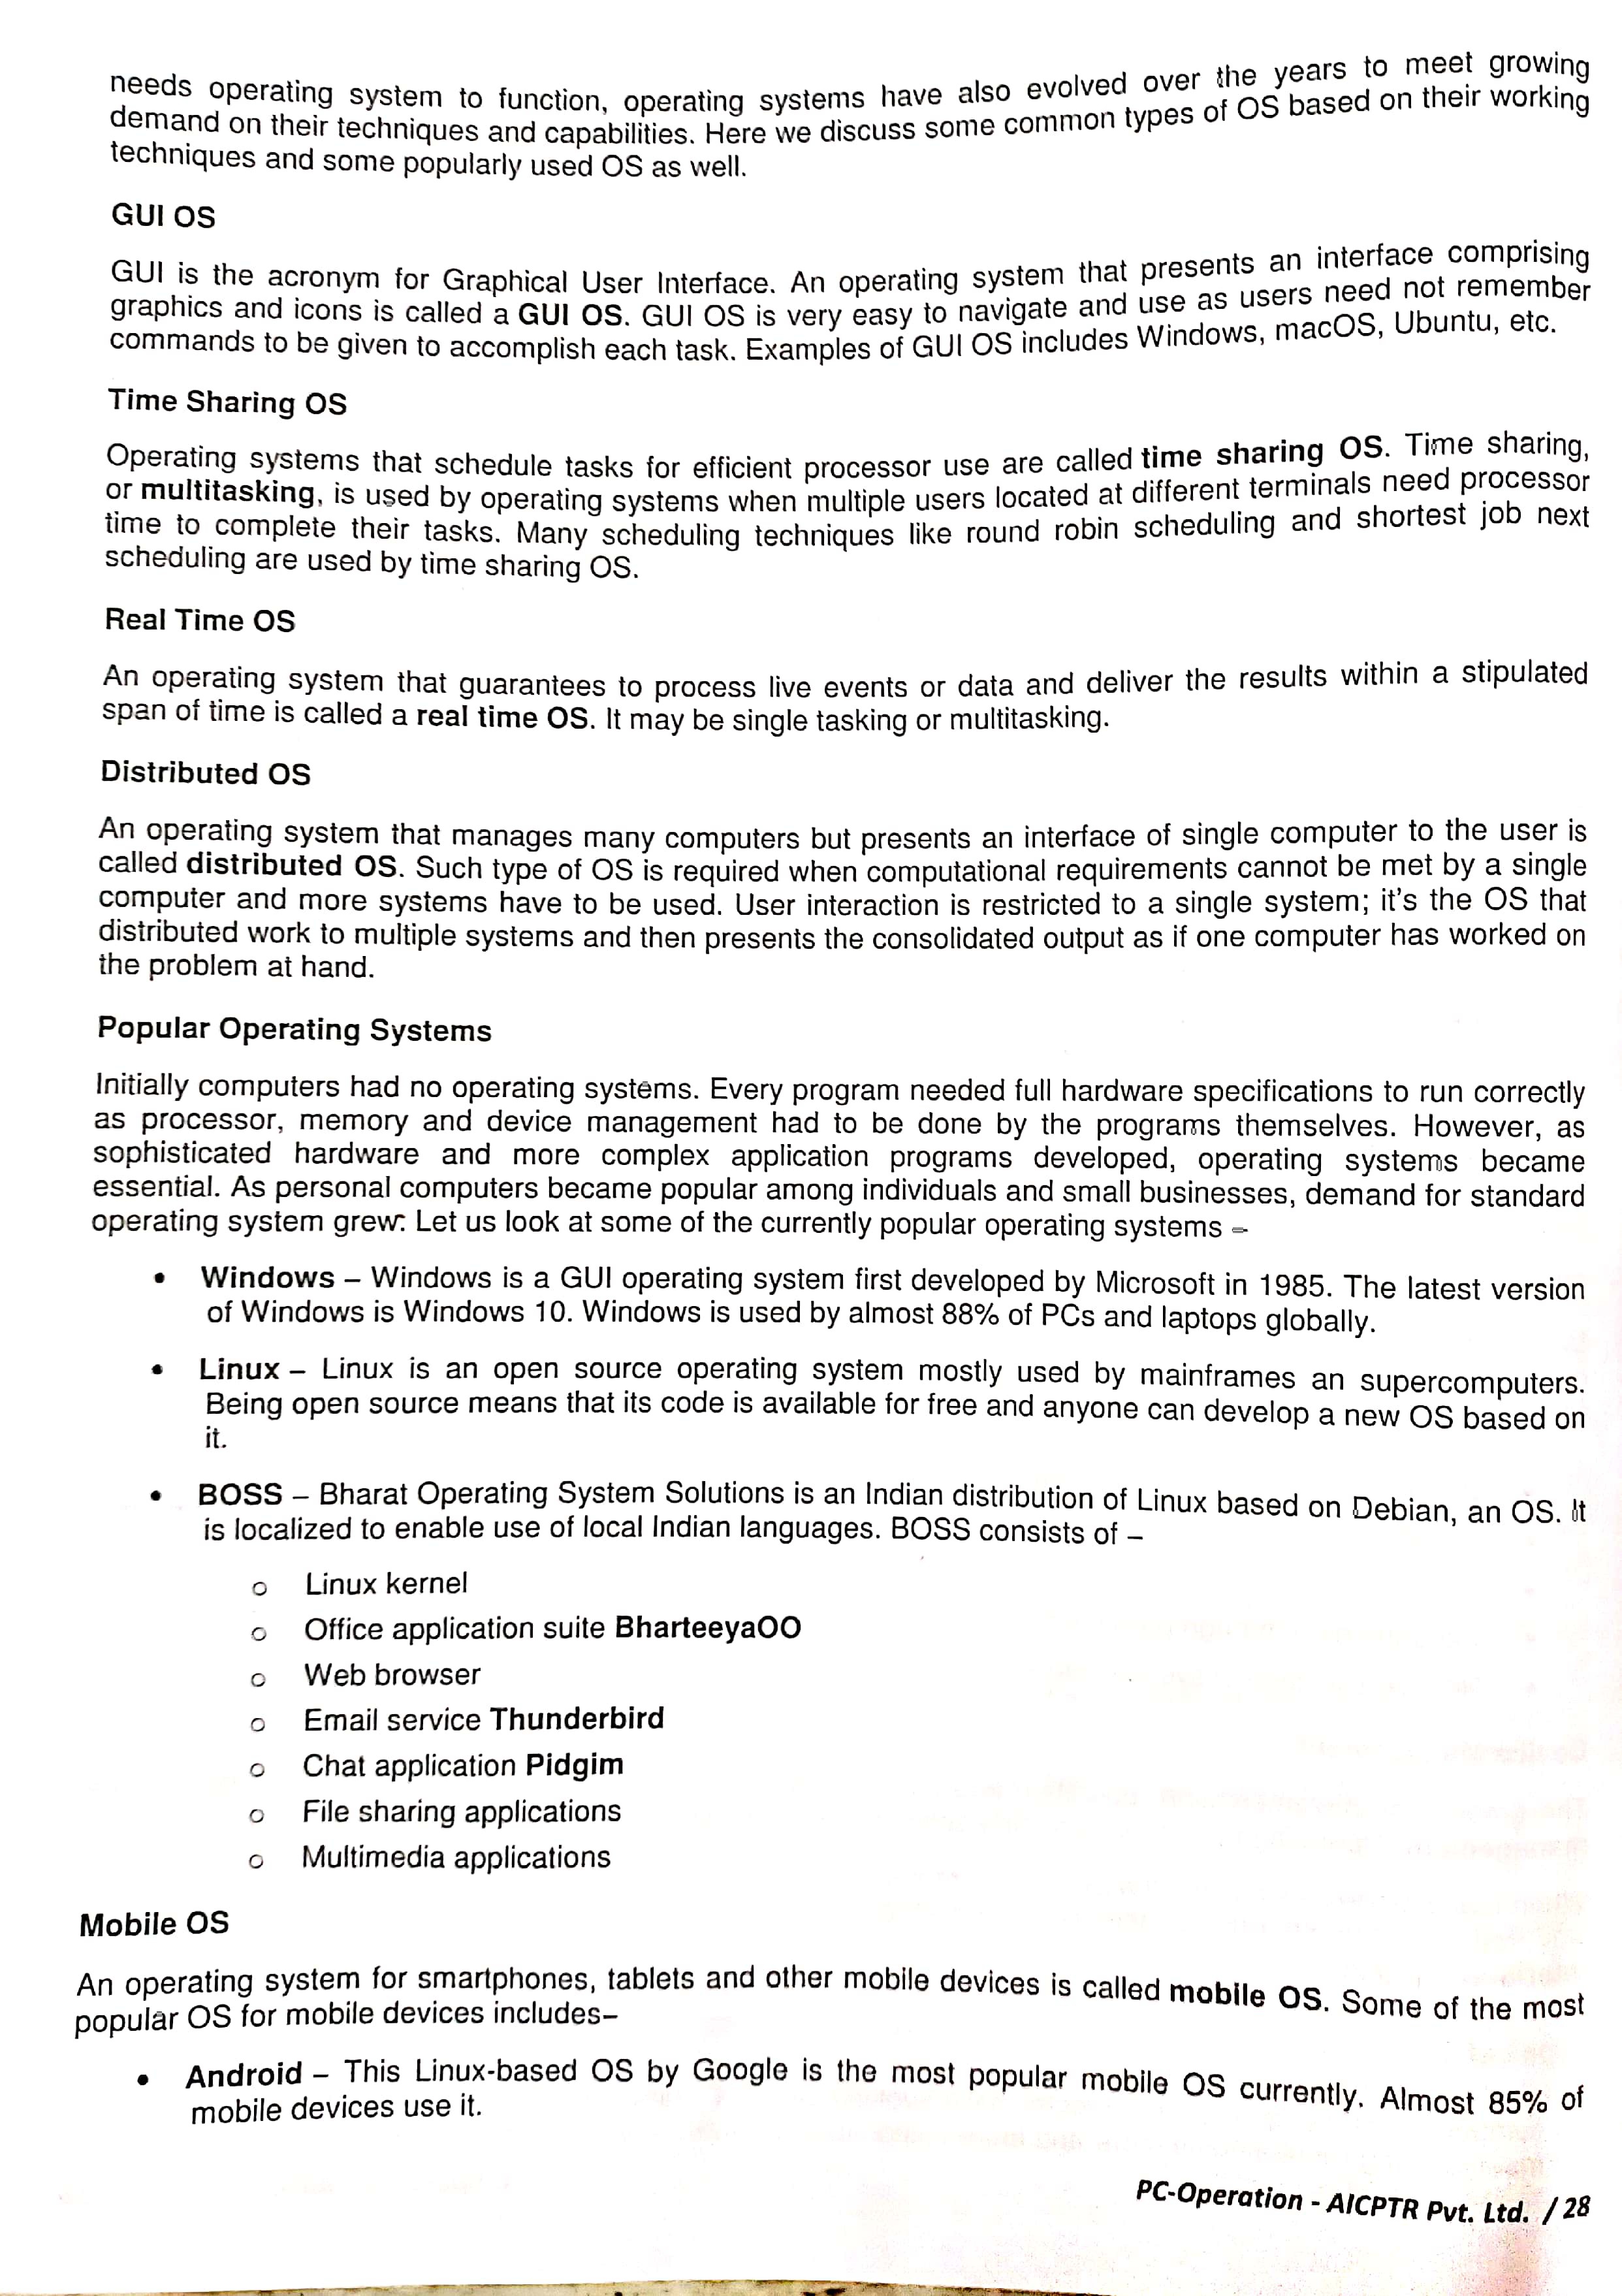 needs operating system to function, operating systems have also evolved over the years to meet growing
demand on their techniques and capabilities. Here we discuss some common types of OS based on their working
techniques and some popularly used OS as well.
GUI OS
GUI is the acronym for Graphical User Interface. An operating system that presents an interface comprising
graphics and icons is called a GUI OS. GUI OS is very easy to navigate and use as users need not remember
commands to be given to accomplish each task. Examples of GUI OS includes Windows, macOS, Ubuntu, etc.
Time Sharing OS
Operating systems that schedule tasks for efficient processor use are called time sharing OS. Time sharing,
or multitasking, is used by operating systems when multiple users located at different terminals need processor
time to complete their tasks. Many scheduling techniques like round robin scheduling and shortest job next
scheduling are used by time sharing OS.
Real Time OS
An operating system that guarantees to process live events or data and deliver the results within a stipulated
span of time is called a real time OS. It may be single tasking or multitasking.
Distributed OS
An operating system that manages many computers but presents an interface of single computer to the user is
called distributed OS. Such type of OS is required when computational requirements cannot be met by a single
computer and more systems have to be used. User interaction is restricted to a single system; it's the OS that
distributed work to multiple systems and then presents the consolidated output as if one computer has worked on
the problem at hand.
Popular Operating Systems
Initially computers had no operating systems. Every program needed full hardware specifications to run correctly
as processor, memory and device management had to be done by the programs themselves. However, as
sophisticated hardware and more complex application programs developed, operating systems became
essential. As personal computers became popular among individuals and small businesses, demand for standard
operating system grew. Let us look at some of the currently popular operating systems –
• Windows – Windows is a GUI operating system first developed by Microsoft in 1985. The latest version
of Windows is Windows 10. Windows is used by almost 88% of PCs and laptops globally.
• Linux – Linux is an open source operating system mostly used by mainframes an supercomputers.
Being open source means that its code is available for free and anyone can develop a new OS based on
it.
• BOSS – Bharat Operating System Solutions is an Indian distribution of Linux based on Debian, an OS. It
is localized to enable use of local Indian languages. BOSS consists of –
o Linux kernel
o Office application suite BharteeyaOO
o Web browser
o Email service Thunderbird
o Chat application Pidgim
o File sharing applications
o Multimedia applications
Mobile OS
An operating system for smartphones, tablets and other mobile devices is called mobile OS. Some of the most
popular OS for mobile devices includes–
• Android – This Linux-based OS by Google is the most popular mobile OS currently. Almost 85% of
mobile devices use it.
PC-Operation - AICPTR Pvt. Ltd. / 28